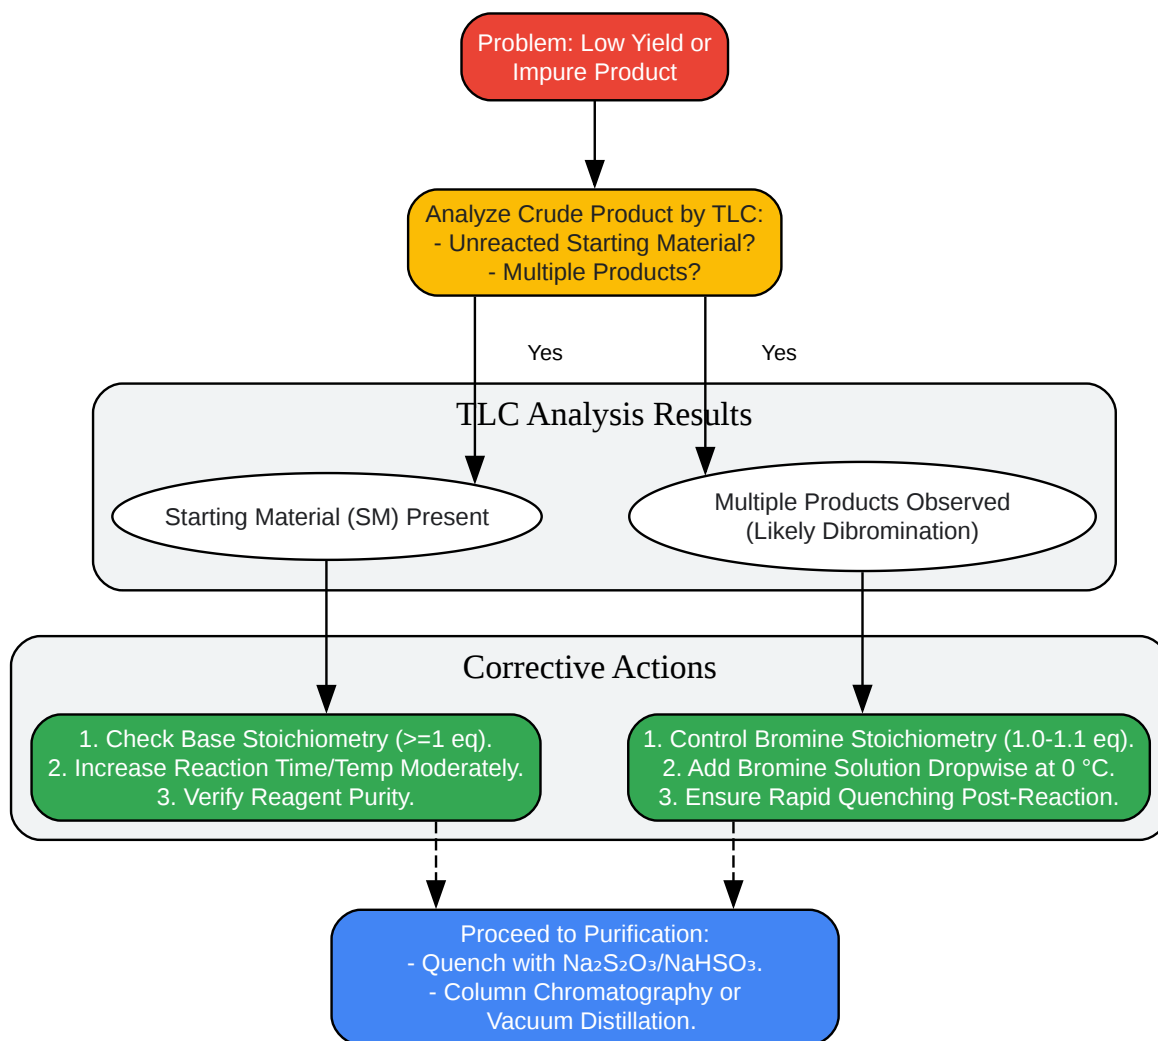 Problem: Low Yield or
Impure Product
Analyze Crude Product by TLC:
- Unreacted Starting Material?
- Multiple Products?
Yes
Yes
TLC Analysis Results
Starting Material (SM) Present
Multiple Products Observed
(Likely Dibromination)
Corrective Actions
1. Check Base Stoichiometry (>=1 eq).
2. Increase Reaction Time/Temp Moderately.
3. Verify Reagent Purity.
1. Control Bromine Stoichiometry (1.0-1.1 eq).
2. Add Bromine Solution Dropwise at 0 °C.
3. Ensure Rapid Quenching Post-Reaction.
Proceed to Purification:
- Quench with Na₂S₂O₃/NaHSO₃.
- Column Chromatography or
Vacuum Distillation.